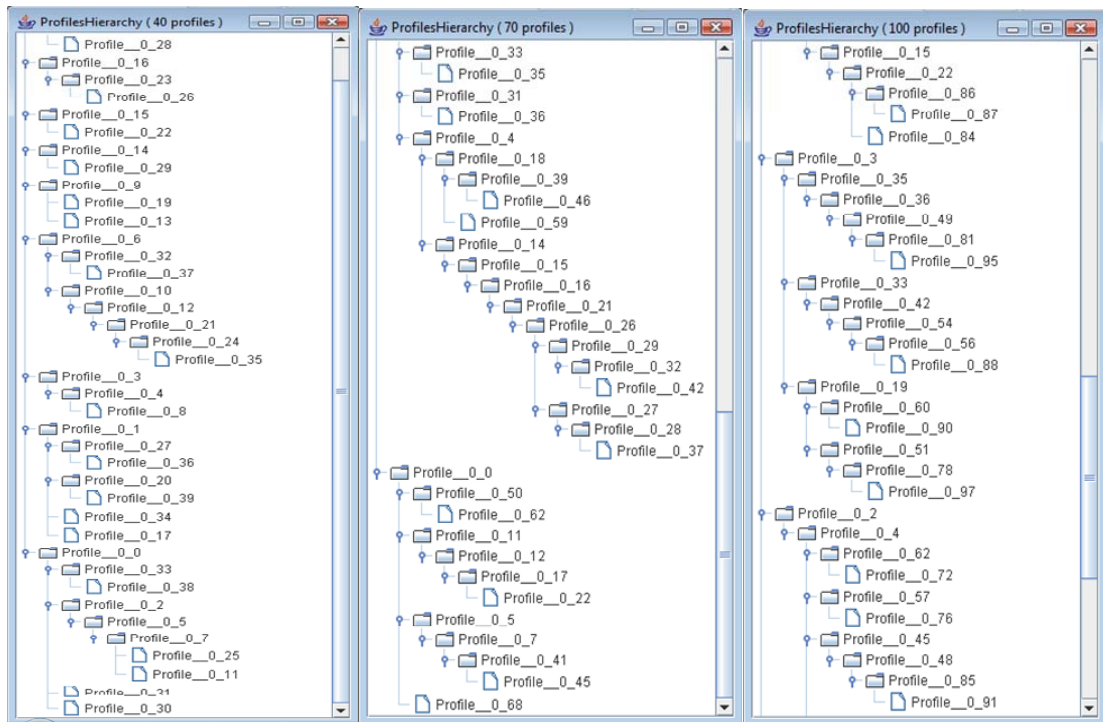 ProfilesHierarchy ( 40 profiles )
Profile__0_28
Profile__0_16
Profile__0_23
Profile__0_26
Profile__0_15
Profile__0_22
Profile__0_14
Profile__0_29
Profile__0_9
Profile__0_19
Profile__0_13
Profile__0_6
Profile__0_32
Profile__0_37
Profile__0_10
Profile__0_12
Profile__0_21
Profile__0_24
Profile__0_35
Profile__0_3
Profile__0_4
Profile__0_8
Profile__0_1
Profile__0_27
Profile__0_36
Profile__0_20
Profile__0_39
Profile__0_34
Profile__0_17
Profile__0_0
Profile__0_33
Profile__0_38
Profile__0_2
Profile__0_5
Profile__0_7
Profile__0_25
Profile__0_11
Profile__0_31
Profile__0_30
ProfilesHierarchy ( 70 profiles )
Profile__0_33
Profile__0_35
Profile__0_31
Profile__0_36
Profile__0_4
Profile__0_18
Profile__0_39
Profile__0_46
Profile__0_59
Profile__0_14
Profile__0_15
Profile__0_16
Profile__0_21
Profile__0_26
Profile__0_29
Profile__0_32
Profile__0_42
Profile__0_27
Profile__0_28
Profile__0_37
Profile__0_0
Profile__0_50
Profile__0_62
Profile__0_11
Profile__0_12
Profile__0_17
Profile__0_22
Profile__0_5
Profile__0_7
Profile__0_41
Profile__0_45
Profile__0_68
ProfilesHierarchy ( 100 profiles )
Profile__0_15
Profile__0_22
Profile__0_86
Profile__0_87
Profile__0_84
Profile__0_3
Profile__0_35
Profile__0_36
Profile__0_49
Profile__0_81
Profile__0_95
Profile__0_33
Profile__0_42
Profile__0_54
Profile__0_56
Profile__0_88
Profile__0_19
Profile__0_60
Profile__0_90
Profile__0_51
Profile__0_78
Profile__0_97
Profile__0_2
Profile__0_4
Profile__0_62
Profile__0_72
Profile__0_57
Profile__0_76
Profile__0_45
Profile__0_48
Profile__0_85
Profile__0_91